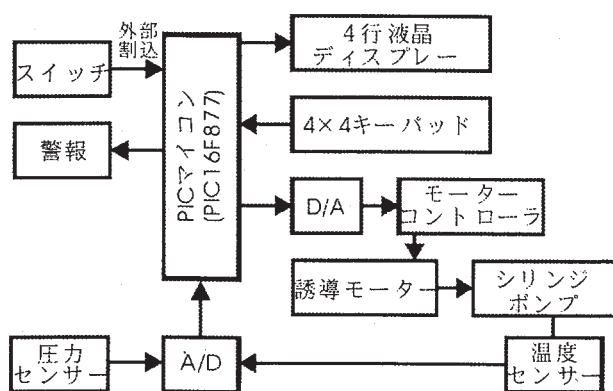 外部
割込
スイッチ
警報
PICマイコン
(PIC16F877)
4行液晶
ディスプレー
4×4キーパッド
D/A
モーター
コントローラ
誘導モーター
シリンジ
ポンプ
圧力
センサー
A/D
温度
センサー